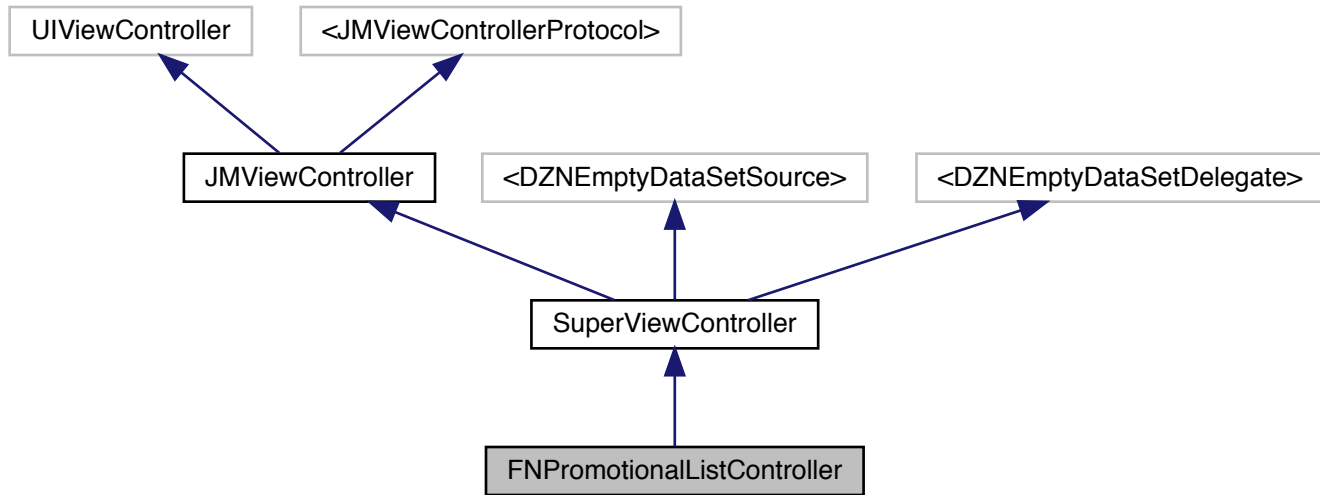 UIViewController
<JMViewControllerProtocol>
JMViewController
<DZNEmptyDataSetSource>
<DZNEmptyDataSetDelegate>
SuperViewController
FNPromotionalListController